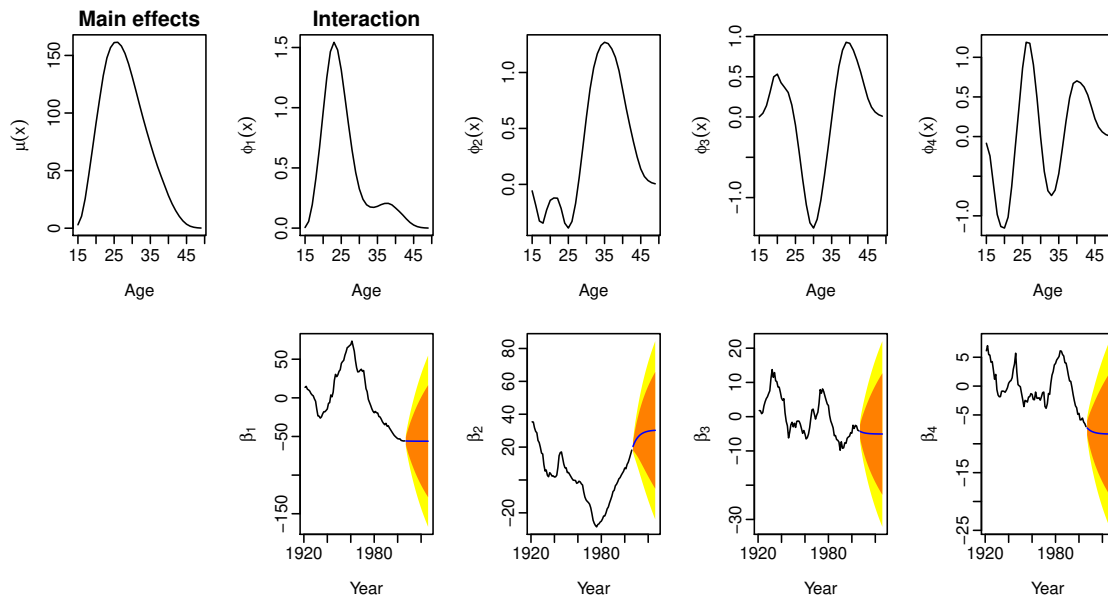 Main effects
Interaction
μ(x)
0 50 100 150
15 25 35 45
Age
ϕ1(x)
0.0 0.5 1.0 1.5
15 25 35 45
Age
ϕ2(x)
0.0 0.5 1.0
15 25 35 45
Age
ϕ3(x)
−1.0 0.0 0.5 1.0
15 25 35 45
Age
ϕ4(x)
−1.0 0.0 1.0
15 25 35 45
Age
β1
−150 −50 0 50
1920 1980
Year
β2
−20 20 40 60 80
1920 1980
Year
β3
−30 −10 0 10 20
1920 1980
Year
β4
−25 −15 −5 0 5
1920 1980
Year